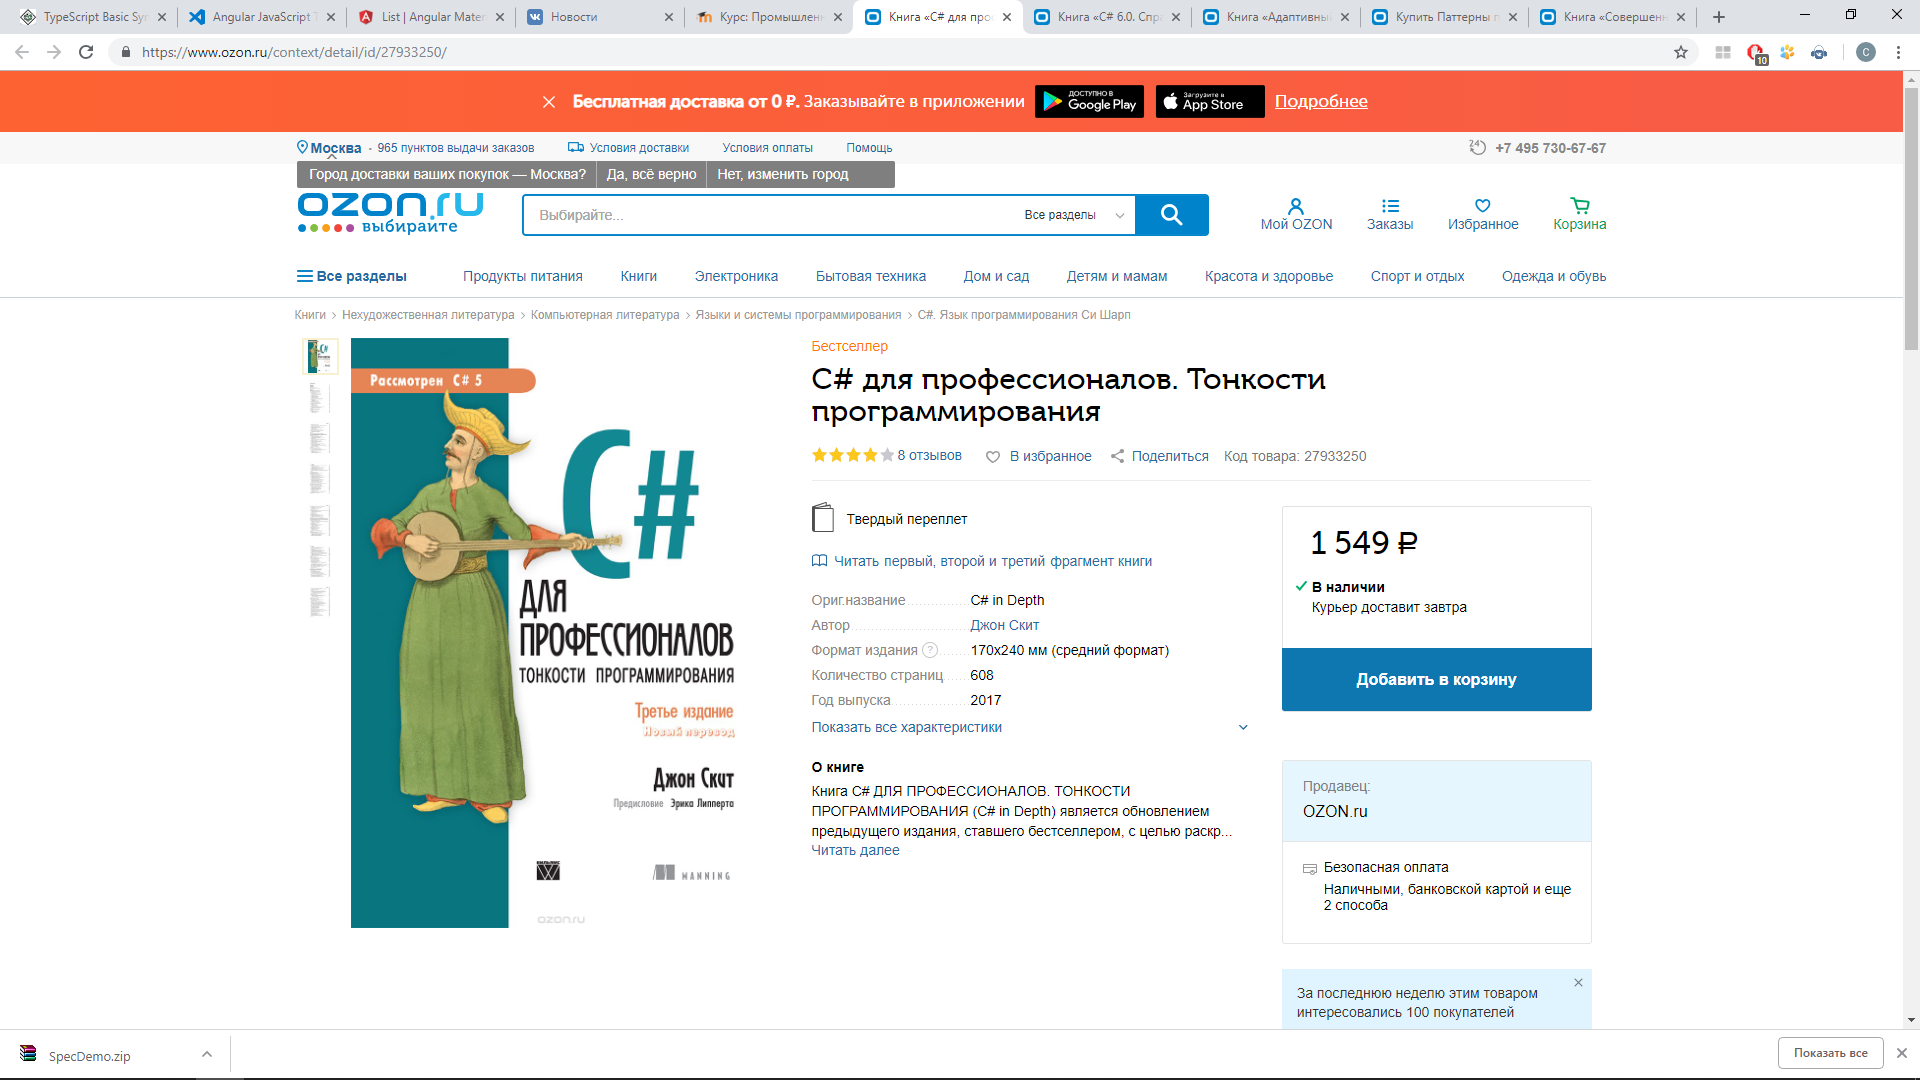 TypeScript Basic Syn
Angular JavaScript T
List | Angular Mater
Новости
Курс: Промышленн
Книга «C# для про
Книга «C# 6.0. Спра
Книга «Адаптивны
Купить Паттерны п
Книга «Совершенн
https://www.ozon.ru/context/detail/id/27933250/
10
C
Бесплатная доставка от 0 ₽. Заказывайте в приложении
ДОСТУПНО В
Google Play
Загрузите в
App Store
Подробнее
Москва - 965 пунктов выдачи заказов
Условия доставки
Условия оплаты
Помощь
24
+7 495 730-67-67
Город доставки ваших покупок — Москва?
Да, всё верно
Нет, изменить город
ozon.ru
выбирайте
Выбирайте...
Все разделы
Мой OZON
Заказы
Избранное
Корзина
Все разделы
Продукты питания
Книги
Электроника
Бытовая техника
Дом и сад
Детям и мамам
Красота и здоровье
Спорт и отдых
Одежда и обувь
Книги > Нехудожественная литература > Компьютерная литература > Языки и системы программирования > C#. Язык программирования Си Шарп
Рассмотрен C# 5
C#
ДЛЯ
ПРОФЕССИОНАЛОВ
ТОНКОСТИ ПРОГРАММИРОВАНИЯ
Третье издание
Новый перевод
Джон Скит
Предисловие Эрика Липперта
ВИЛЬЯМС
MANNING
ozon.ru
Бестселлер
C# для профессионалов. Тонкости
программирования
8 отзывов
В избранное
Поделиться
Код товара: 27933250
Твердый переплет
Читать первый, второй и третий фрагмент книги
Ориг.название C# in Depth
Автор Джон Скит
Формат издания ? 170x240 мм (средний формат)
Количество страниц 608
Год выпуска 2017
Показать все характеристики
О книге
Книга C# ДЛЯ ПРОФЕССИОНАЛОВ. ТОНКОСТИ
ПРОГРАММИРОВАНИЯ (C# in Depth) является обновлением
предыдущего издания, ставшего бестселлером, с целью раскр...
Читать далее
1 549 ₽
В наличии
Курьер доставит завтра
Добавить в корзину
Продавец:
OZON.ru
Безопасная оплата
Наличными, банковской картой и еще
2 способа
За последнюю неделю этим товаром
интересовались 100 покупателей
SpecDemo.zip
Показать все